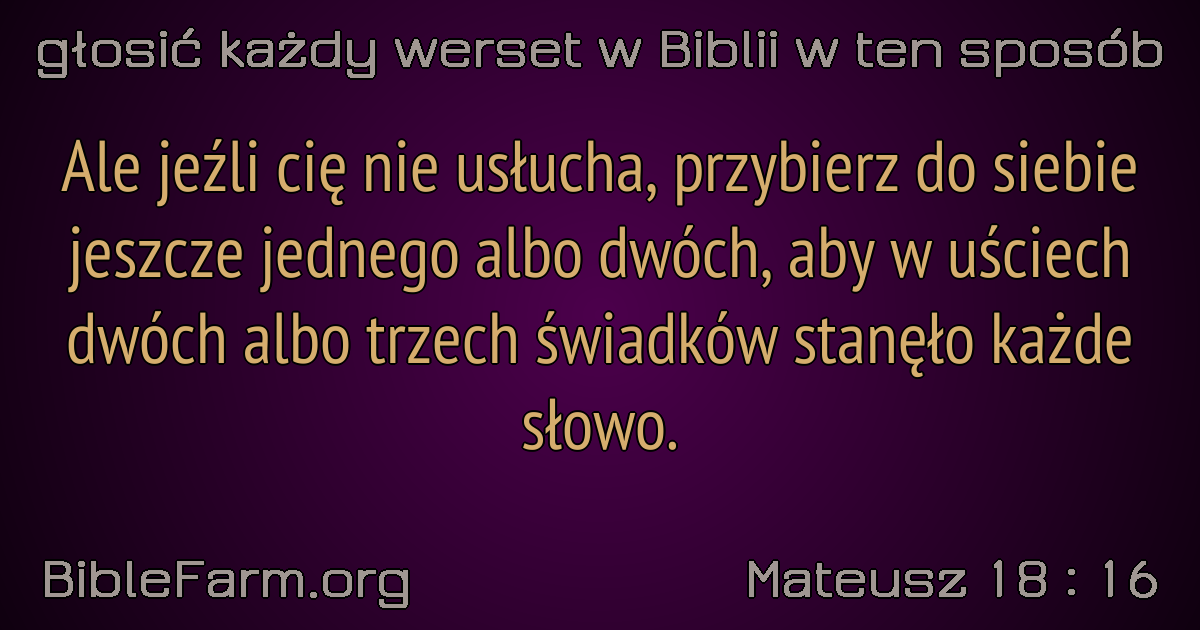 głosić każdy werset w Biblii w ten sposób
Ale jeźli cię nie usłucha, przybierz do siebie
jeszcze jednego albo dwóch, aby w uściech
dwóch albo trzech świadków stanęło każde
słowo.
BibleFarm.org
Mateusz 18 : 16